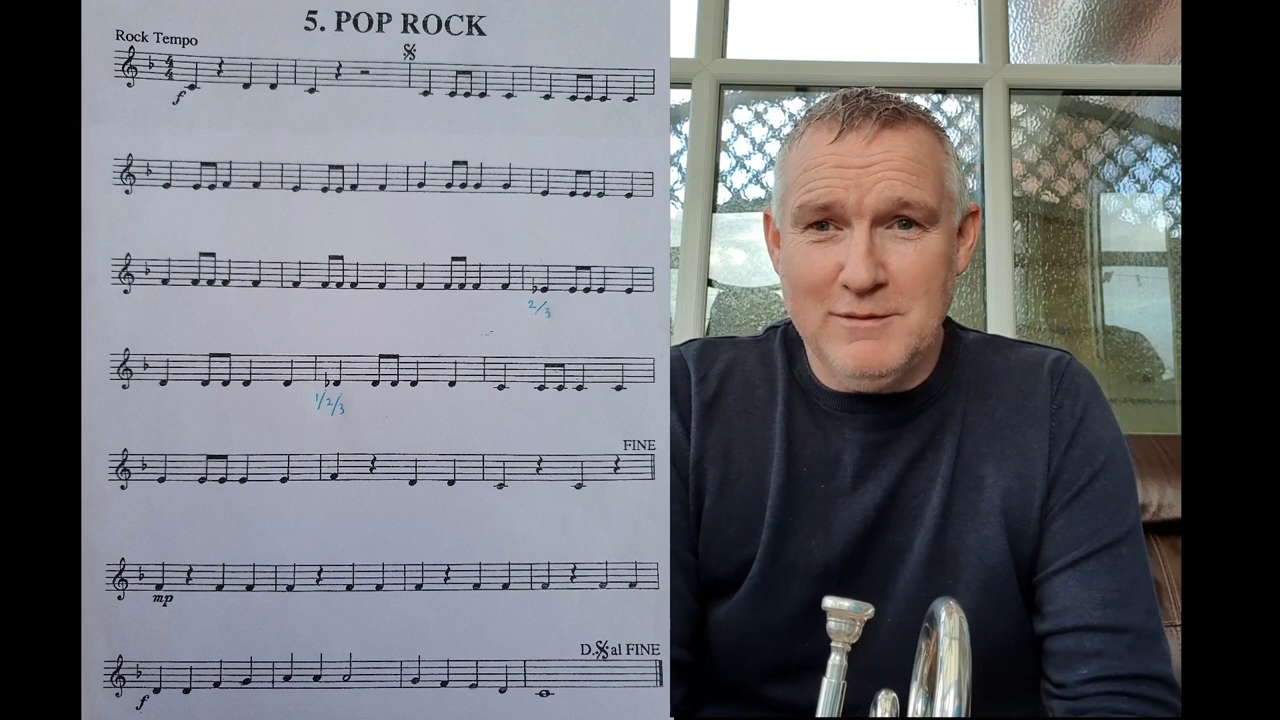 5. POP ROCK
Rock Tempo
f
2/3
1/2/3
FINE
mp
D.𝄋al FINE
f